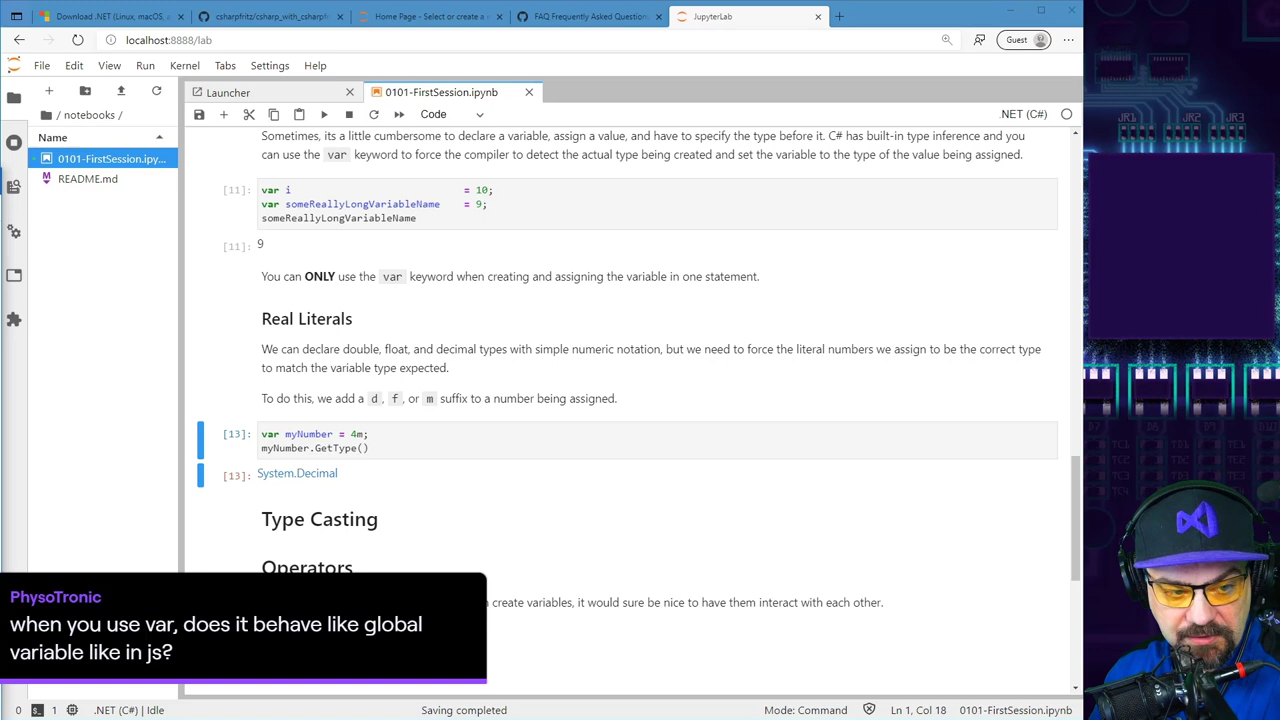 Download .NET (Linux, macOS,
csharpfritz/csharp_with_csharpf
Home Page - Select or create a
FAQ Frequently Asked Question
JupyterLab
localhost:8888/lab
Guest
File Edit View Run Kernel Tabs Settings Help
Launcher
0101-FirstSession.ipynb
/ notebooks /
Code
.NET (C#)
Name
0101-FirstSession.ipy...
README.md
Sometimes, its a little cumbersome to declare a variable, assign a value, and have to specify the type before it. C# has built-in type inference and you
can use the var keyword to force the compiler to detect the actual type being created and set the variable to the type of the value being assigned.
[11]: var i = 10;
var someReallyLongVariableName = 9;
someReallyLongVariableName
[11]: 9
You can ONLY use the var keyword when creating and assigning the variable in one statement.
Real Literals
We can declare double, float, and decimal types with simple numeric notation, but we need to force the literal numbers we assign to be the correct type
to match the variable type expected.
To do this, we add a d, f, or m suffix to a number being assigned.
[13]: var myNumber = 4m;
myNumber.GetType()
[13]: System.Decimal
Type Casting
Operators
create variables, it would sure be nice to have them interact with each other.
PhysoTronic
when you use var, does it behave like global
variable like in js?
0 1 .NET (C#) | Idle
Saving completed
Mode: Command
Ln 1, Col 18
0101-FirstSession.ipynb
JR1 JR2 JR3
D7 D8 D9